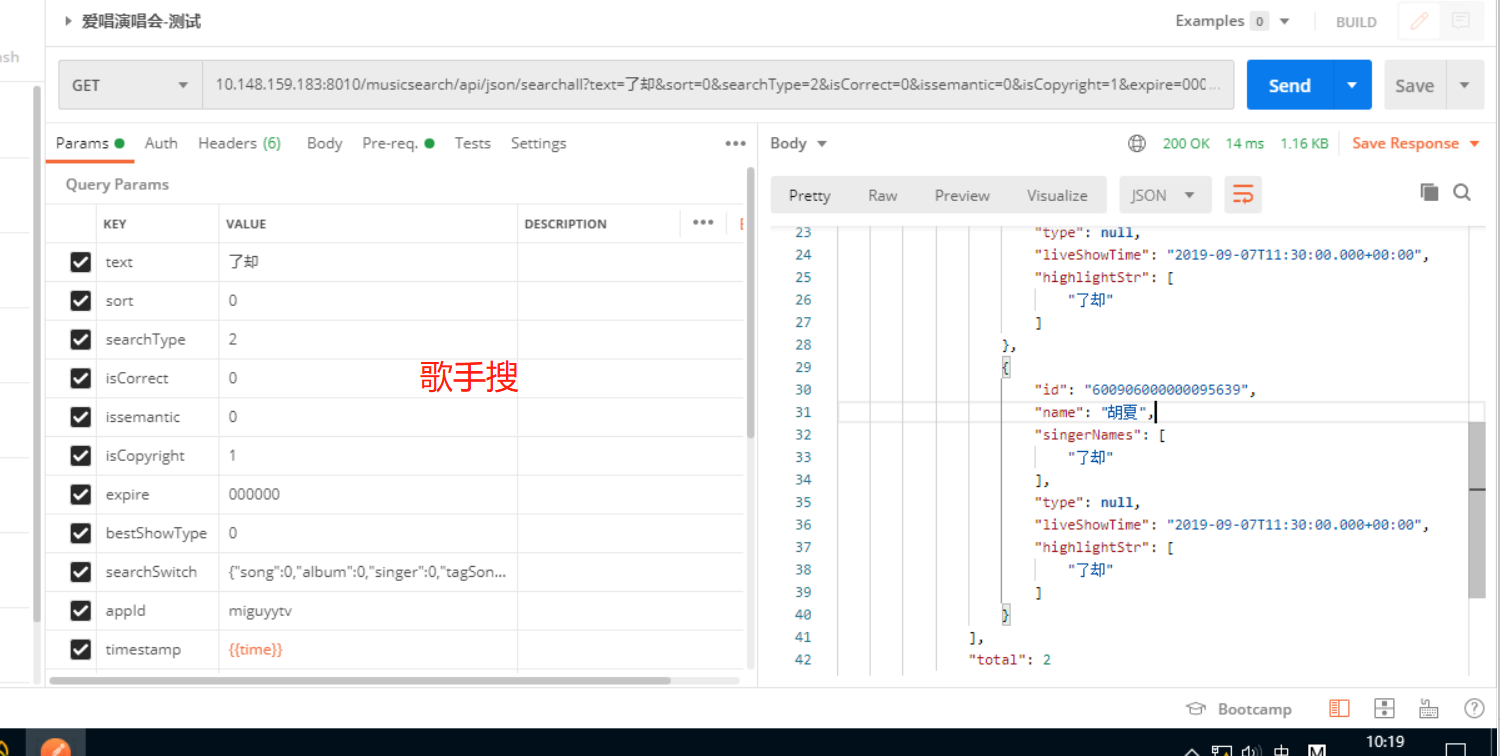 爱唱演唱会-测试
Examples 0
BUILD
GET
10.148.159.183:8010/musicsearch/api/json/searchall?text=了却&sort=0&searchType=2&isCorrect=0&issemantic=0&isCopyright=1&expire=000...
Send
Save
Params
Auth
Headers (6)
Body
Pre-req.
Tests
Settings
Query Params
KEY VALUE DESCRIPTION
text 了却
sort 0
searchType 2
isCorrect 0
歌手搜
issemantic 0
isCopyright 1
expire 000000
bestShowType 0
searchSwitch {"song":0,"album":0,"singer":0,"tagSon...
appId miguyytv
timestamp {{time}}
Body
200 OK 14 ms 1.16 KB
Save Response
Pretty Raw Preview Visualize JSON
23 "type": null,
24 "liveShowTime": "2019-09-07T11:30:00.000+00:00",
25 "highlightStr": [
26 "了却"
27 ]
28 },
29 {
30 "id": "600906000000095639",
31 "name": "胡夏",
32 "singerNames": [
33 "了却"
34 ],
35 "type": null,
36 "liveShowTime": "2019-09-07T11:30:00.000+00:00",
37 "highlightStr": [
38 "了却"
39 ]
40 }
41 ],
42 "total": 2
Bootcamp
中 M 10:19